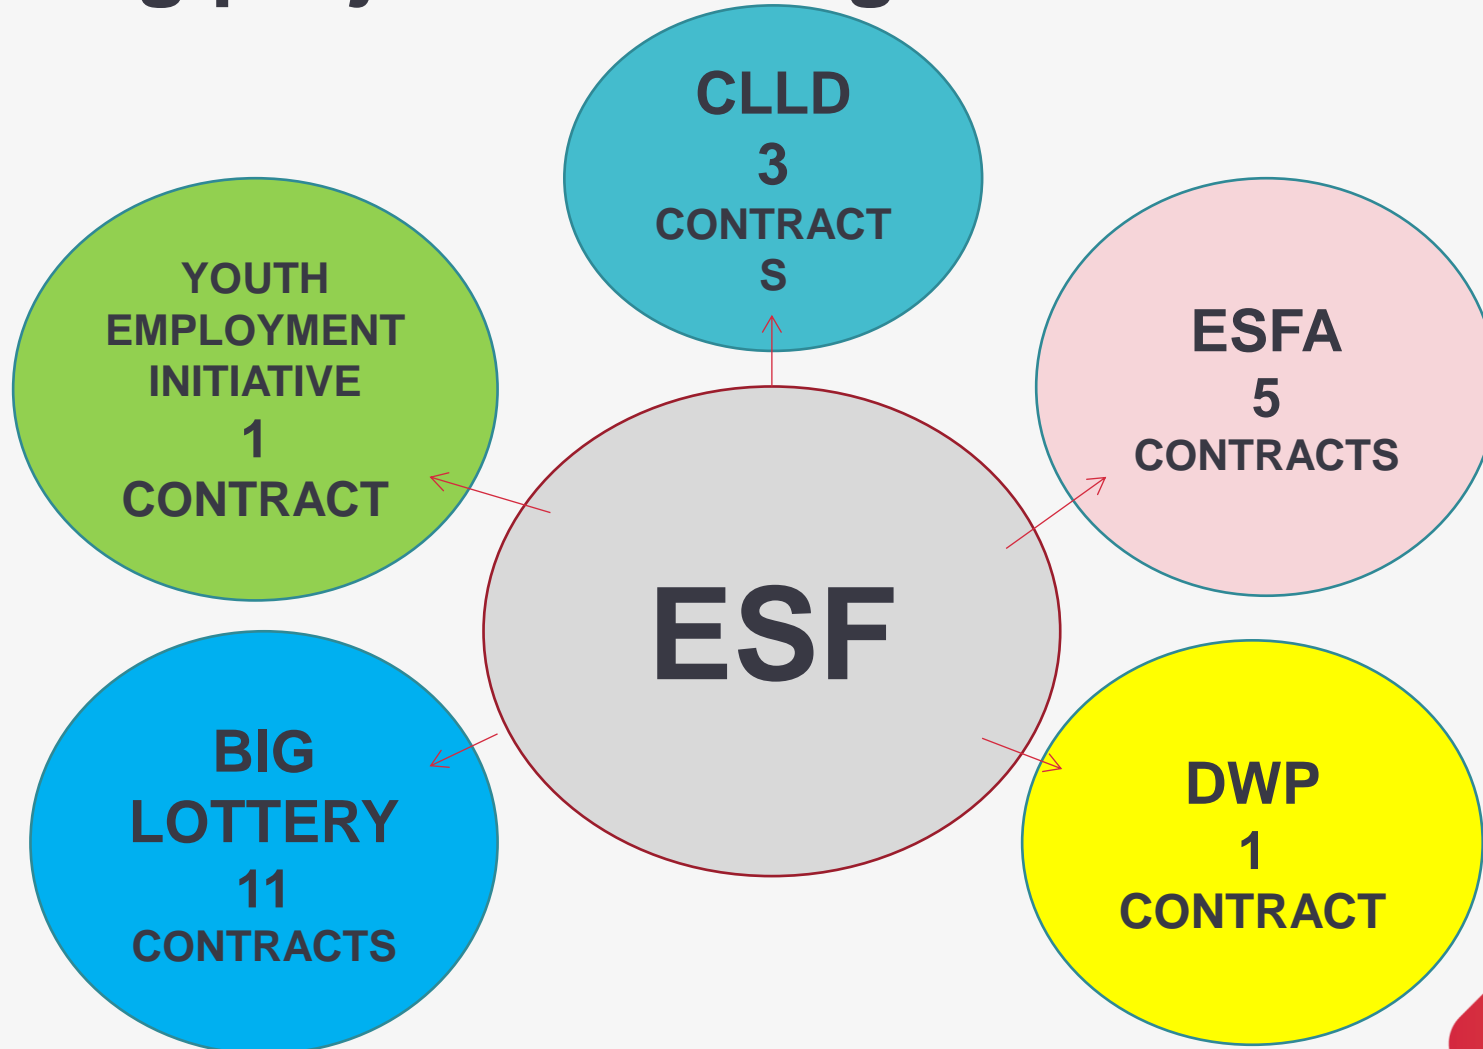 CLLD
3
CONTRACT
S
YOUTH
EMPLOYMENT
INITIATIVE
1
CONTRACT
ESFA
5
CONTRACTS
ESF
BIG
LOTTERY
11
CONTRACTS
DWP
1
CONTRACT